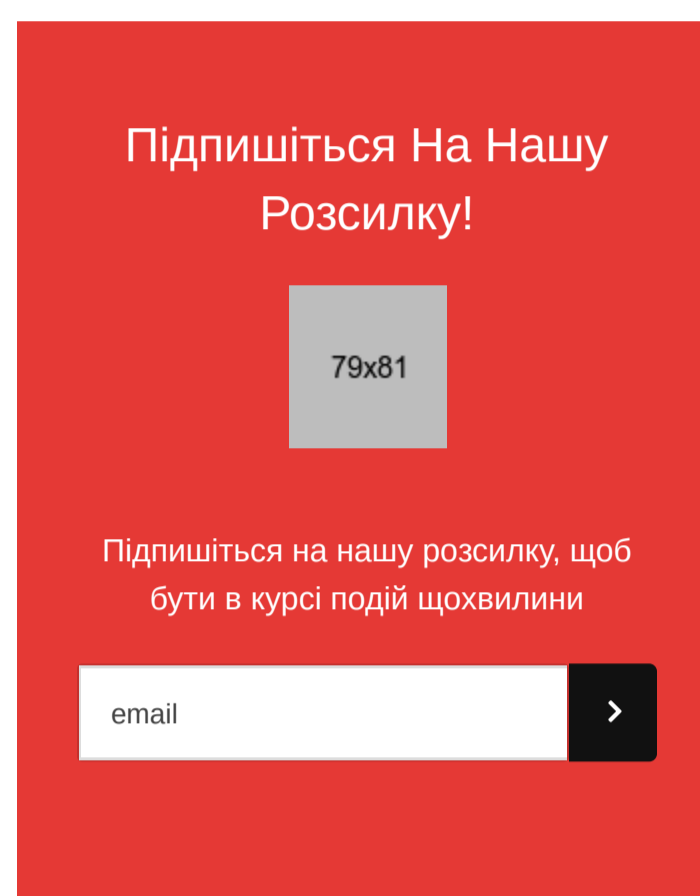 Підпишіться На Нашу
Розсилку!
79x81
Підпишіться на нашу розсилку, щоб
бути в курсі подій щохвилини
email